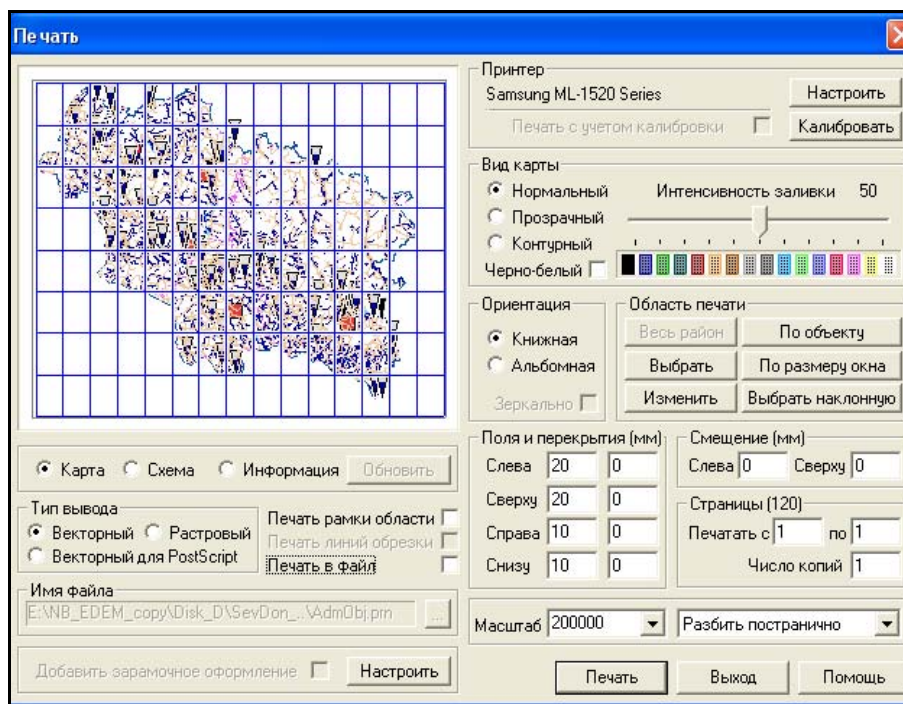 Печать
Принтер
Samsung ML-1520 Series
Настроить
Печать с учетом калибровки
Калибровать
Вид карты
Нормальный
Интенсивность заливки 50
Прозрачный
Контурный
Черно-белый
Ориентация
Книжная
Альбомная
Зеркально
Область печати
Весь район
По объекту
Выбрать
По размеру окна
Изменить
Выбрать наклонную
Карта
Схема
Информация
Обновить
Тип вывода
Векторный
Растровый
Векторный для PostScript
Печать рамки области
Печать линий обрезки
Печать в файл
Имя файла
E:\NB_EDEM_copy\Disk_D\SevDon_..\AdmObj.prn
...
Добавить зарамочное оформление
Настроить
Поля и перекрытия (мм)
Слева 20 0
Сверху 20 0
Справа 10 0
Снизу 10 0
Смещение (мм)
Слева 0 Сверху 0
Страницы (120)
Печатать с 1 по 1
Число копий 1
Масштаб 200000
Разбить постранично
Печать
Выход
Помощь